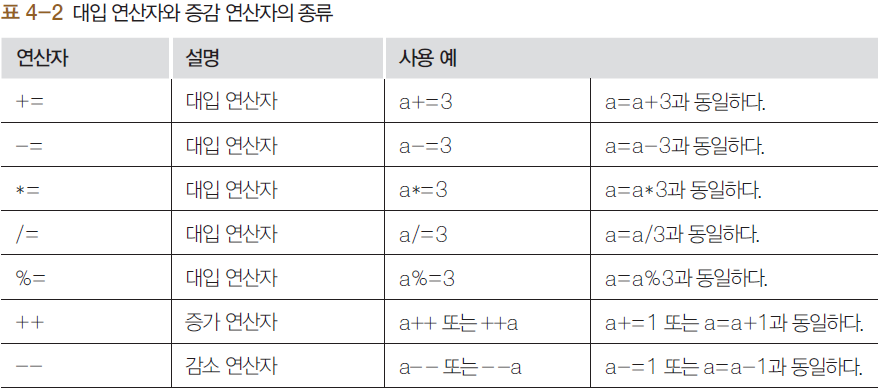 표 4-2 대입 연산자와 증감 연산자의 종류
연산자 설명 사용 예
+= 대입 연산자 a+=3 a=a+3과 동일하다.
-= 대입 연산자 a-=3 a=a-3과 동일하다.
*= 대입 연산자 a*=3 a=a*3과 동일하다.
/= 대입 연산자 a/=3 a=a/3과 동일하다.
%= 대입 연산자 a%=3 a=a%3과 동일하다.
++ 증가 연산자 a++ 또는 ++a a+=1 또는 a=a+1과 동일하다.
-- 감소 연산자 a-- 또는 --a a-=1 또는 a=a-1과 동일하다.